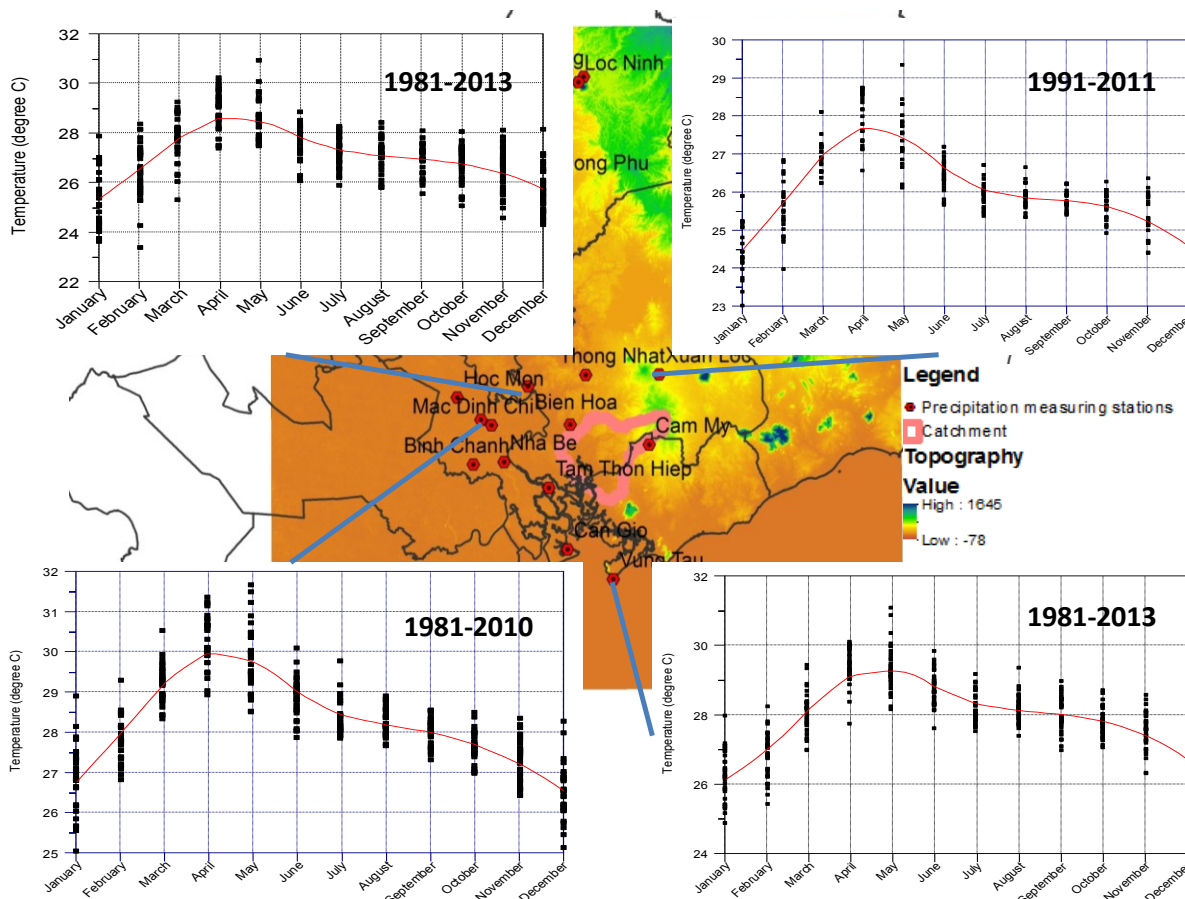 32
30
28
26
24
22
Temperature (degree C)
1981-2013
January
February
March
April
May
June
July
August
September
October
November
December
Loc Ninh
ong Phu
30
29
28
27
26
25
24
23
Temperature (degree C)
1991-2011
January
February
March
April
May
June
July
August
September
October
November
Decembe
Thong Nhat
Xuan Loc
Hoc Mon
Mac Dinh Chi
Bien Hoa
Cam My
Binh Chanh
Nha Be
Tam Thon Hiep
Can Gio
Vung Tau
Legend
Precipitation measuring stations
Catchment
Topography
Value
High : 1645
Low : -78
32
31
30
29
28
27
26
25
Temperature (degree C)
1981-2010
January
February
March
April
May
June
July
August
September
October
November
December
32
30
28
26
24
Temperature (degree C)
1981-2013
January
February
March
April
May
June
July
August
September
October
November
Decembe